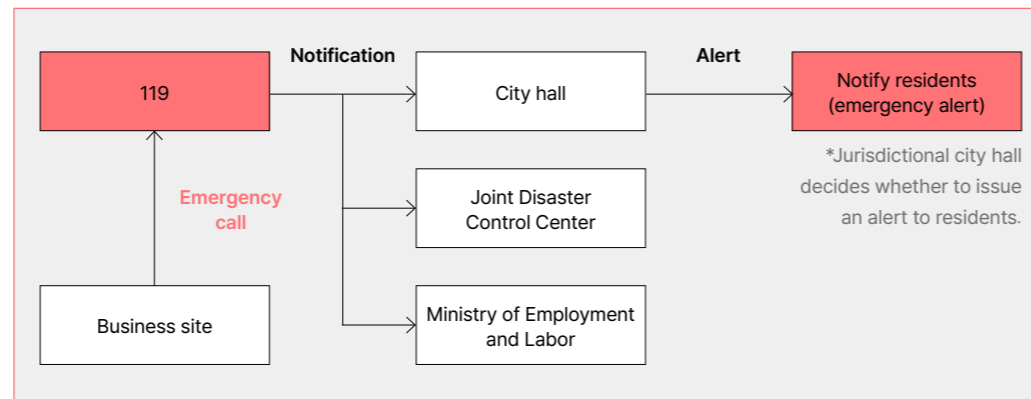 Notification
Alert
119
City hall
Notify residents
(emergency alert)
*Jurisdictional city hall
decides whether to issue
an alert to residents.
Emergency
call
Joint Disaster
Control Center
Business site
Ministry of Employment
and Labor